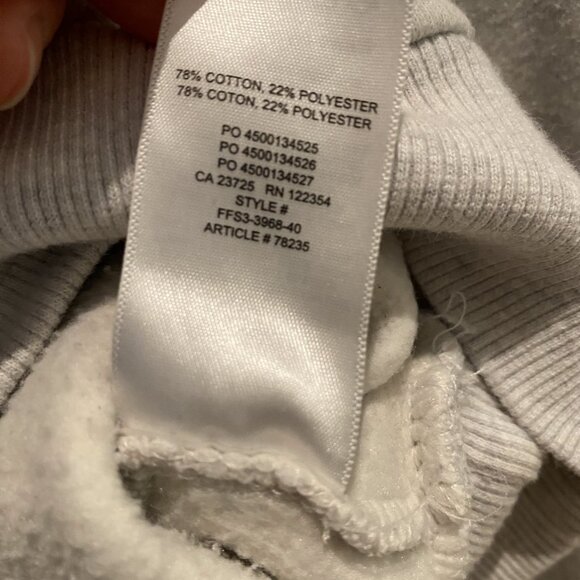 78% COTTON, 22% POLYESTER
78% COTON, 22% POLYESTER
PO 4500134525
PO 4500134526
PO 4500134527
CA 23725 RN 122354
STYLE #
FFS3-3968-40
ARTICLE # 78235